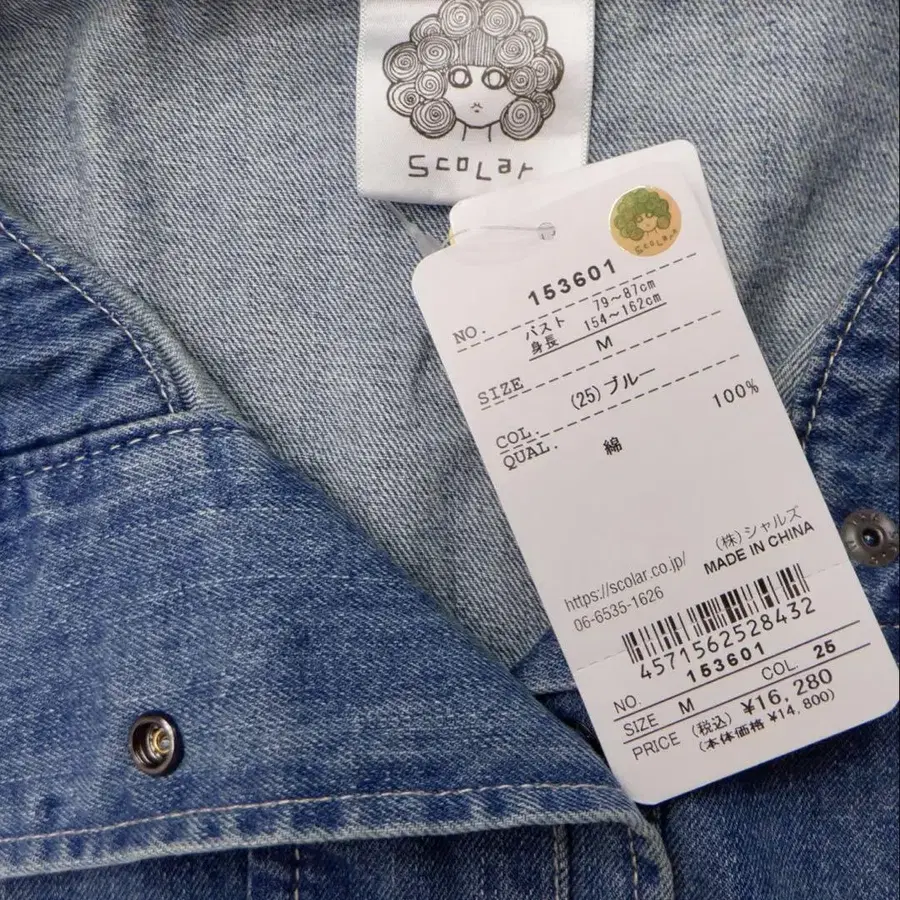 ScoLar
ScoLar
NO. 153601
バスト 79～87cm
身長 154～162cm
SIZE M
COL. (25)ブルー
QUAL. 綿 100%
(株)シャルズ
https://scolar.co.jp/ MADE IN CHINA
06-6535-1626
4571562528432
NO. 153601 COL. 25
SIZE M
PRICE (税込) ¥16,280
(本体価格 ¥14,800)